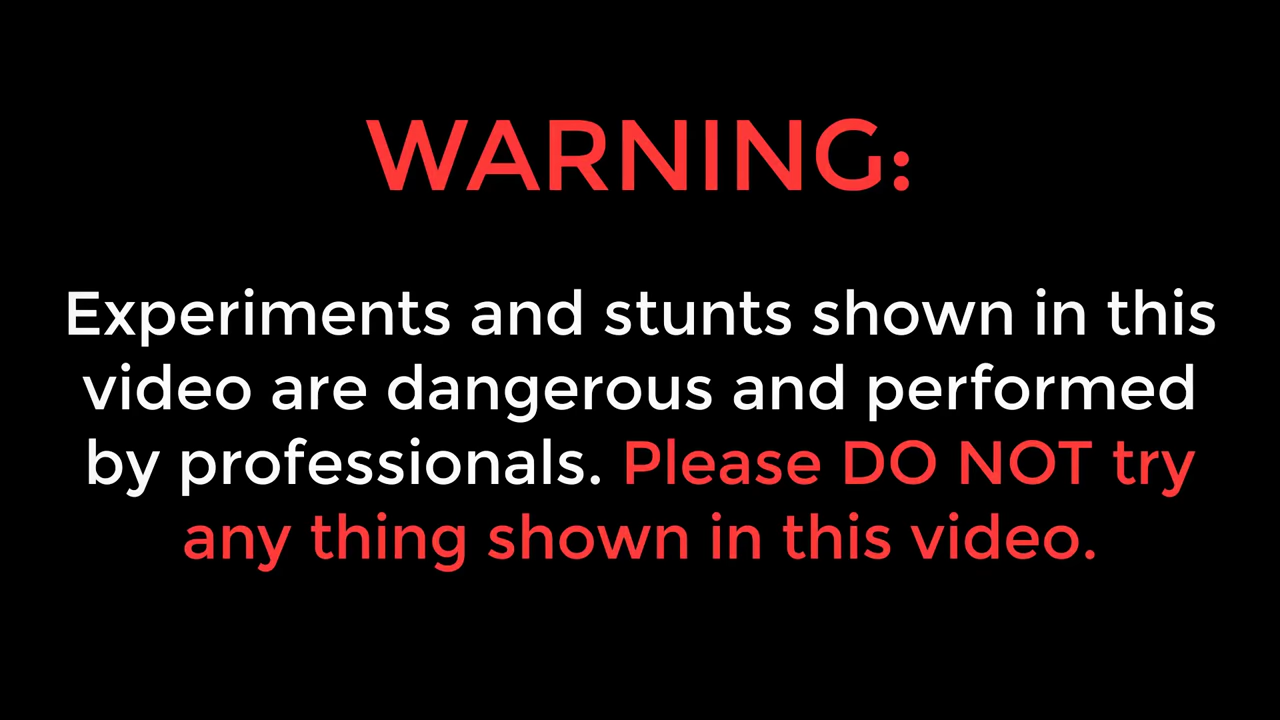 WARNING:
Experiments and stunts shown in this
video are dangerous and performed
by professionals. Please DO NOT try
any thing shown in this video.